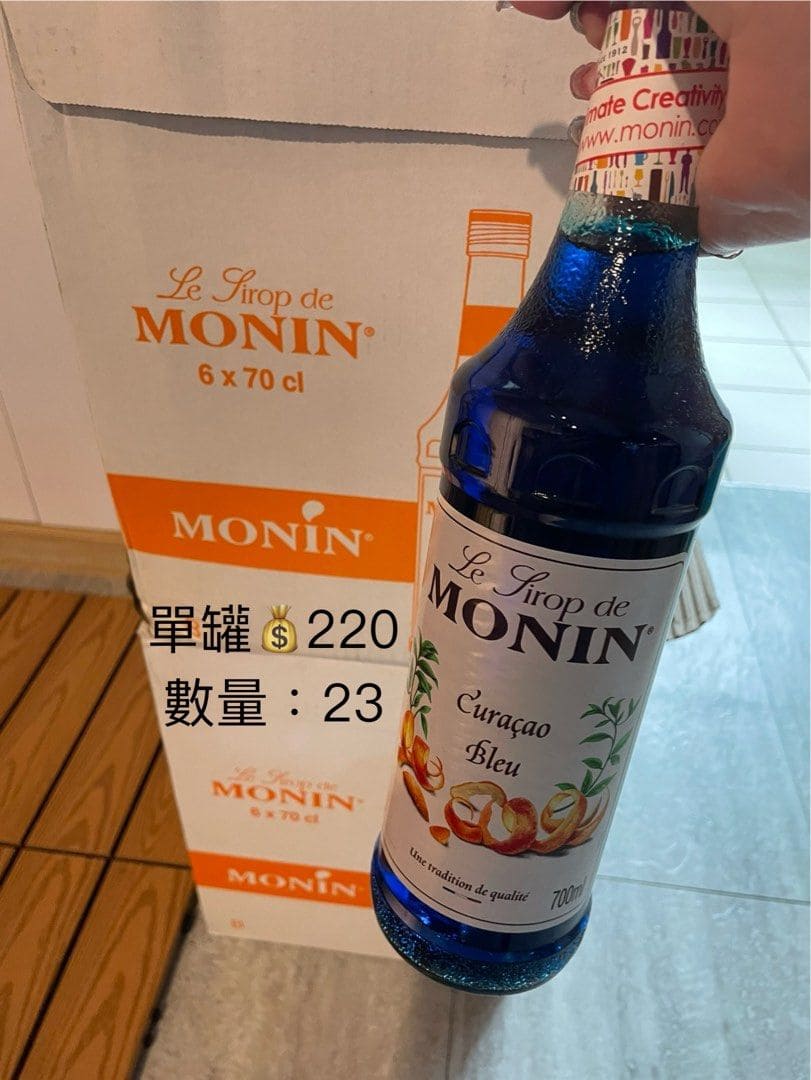 SINCE 1912
mate Creativity
www.monin.co
Le Sirop de
MONIN®
6 x 70 cl
MONIN®
單罐💰220
數量：23
Le Sirop de
MONIN®
6 x 70 cl
MONIN®
Le Sirop de
MONIN®
Curaçao
Bleu
Une tradition de qualité
700ml